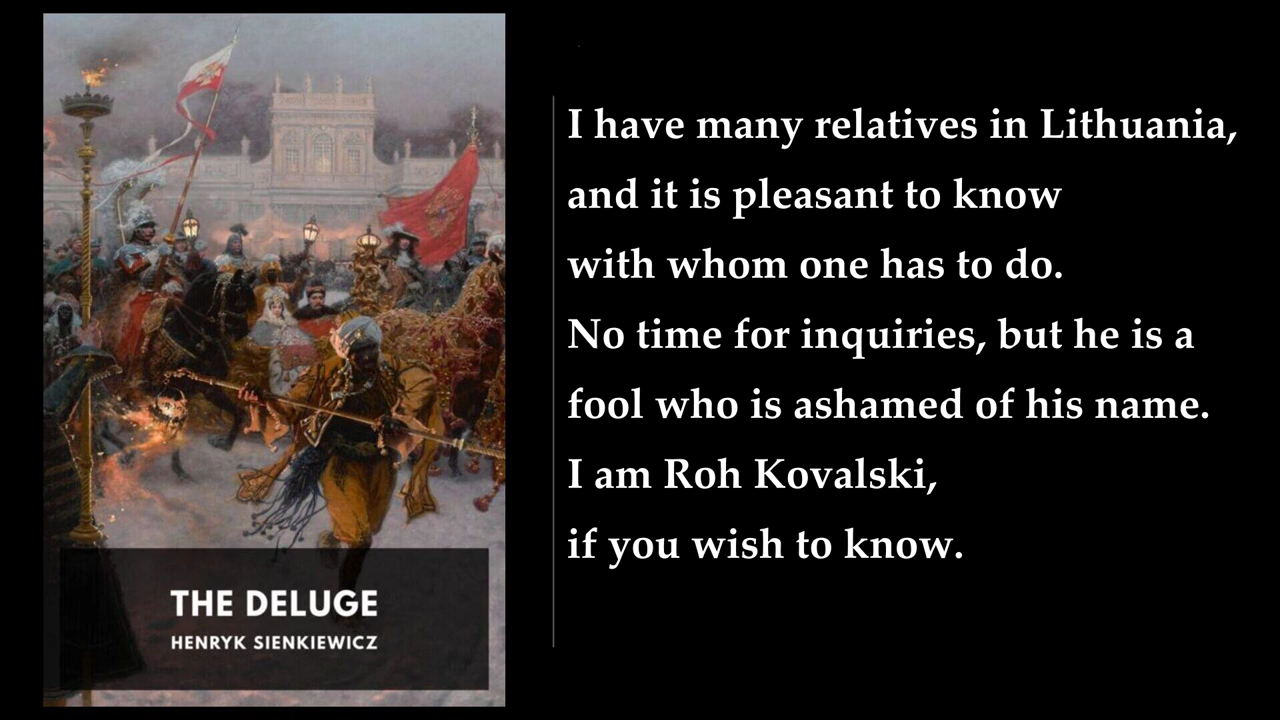 THE DELUGE
HENRYK SIENKIEWICZ
I have many relatives in Lithuania,
and it is pleasant to know
with whom one has to do.
No time for inquiries, but he is a
fool who is ashamed of his name.
I am Roh Kovalski,
if you wish to know.